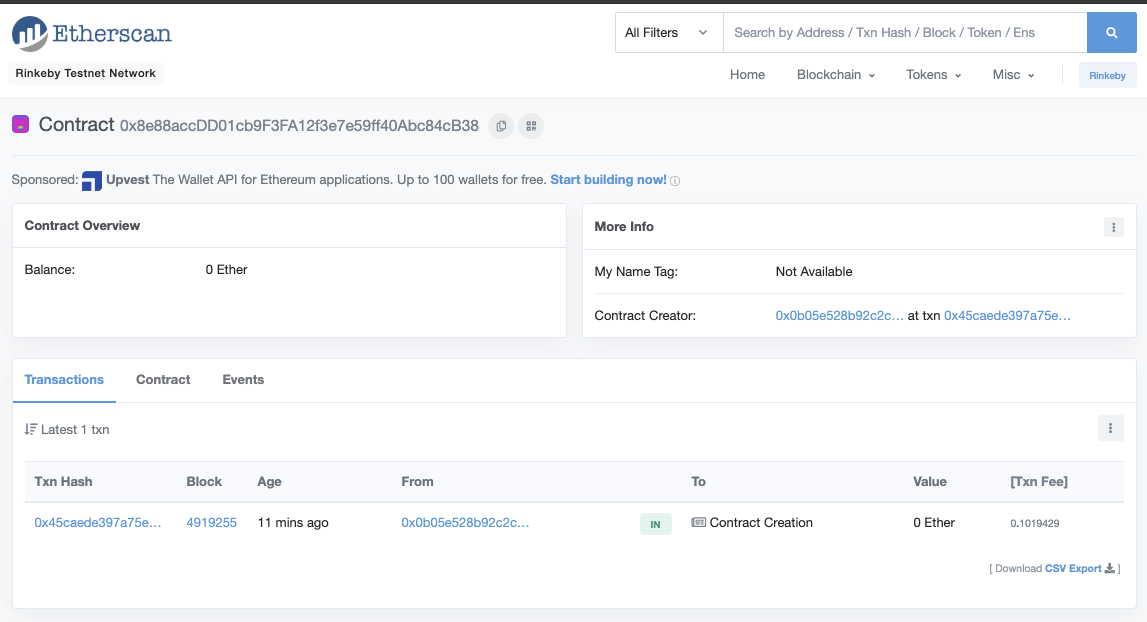 Etherscan
All Filters
Search by Address / Txn Hash / Block / Token / Ens
Rinkeby Testnet Network
Home Blockchain Tokens Misc Rinkeby
Contract 0x8e88accDD01cb9F3FA12f3e7e59ff40Abc84cB38
Sponsored: Upvest The Wallet API for Ethereum applications. Up to 100 wallets for free. Start building now!
Contract Overview
Balance: 0 Ether
More Info
My Name Tag: Not Available
Contract Creator: 0x0b05e528b92c2c... at txn 0x45caede397a75e...
Transactions Contract Events
Latest 1 txn
Txn Hash Block Age From To Value [Txn Fee]
0x45caede397a75e... 4919255 11 mins ago 0x0b05e528b92c2c... IN Contract Creation 0 Ether 0.1019429
[ Download CSV Export ]